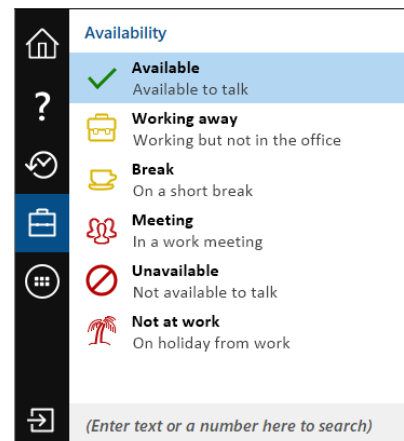 Availability
Available
Available to talk
Working away
Working but not in the office
Break
On a short break
Meeting
In a work meeting
Unavailable
Not available to talk
Not at work
On holiday from work
(Enter text or a number here to search)